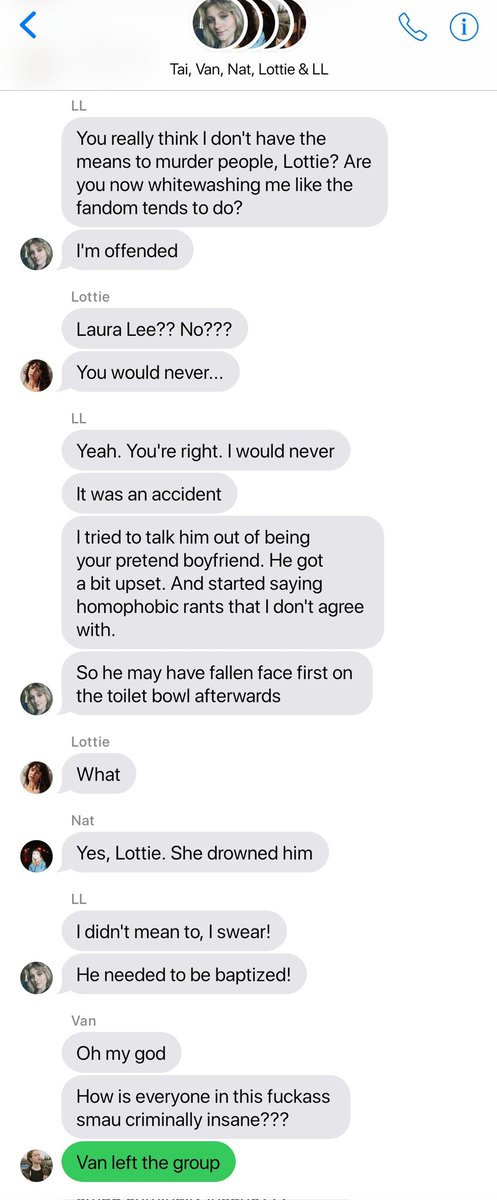 Tai, Van, Nat, Lottie & LL
LL
You really think I don't have the
means to murder people, Lottie? Are
you now whitewashing me like the
fandom tends to do?
I'm offended
Lottie
Laura Lee?? No???
You would never...
LL
Yeah. You're right. I would never
It was an accident
I tried to talk him out of being
your pretend boyfriend. He got
a bit upset. And started saying
homophobic rants that I don't agree
with.
So he may have fallen face first on
the toilet bowl afterwards
Lottie
What
Nat
Yes, Lottie. She drowned him
LL
I didn't mean to, I swear!
He needed to be baptized!
Van
Oh my god
How is everyone in this fuckass
smau criminally insane???
Van left the group